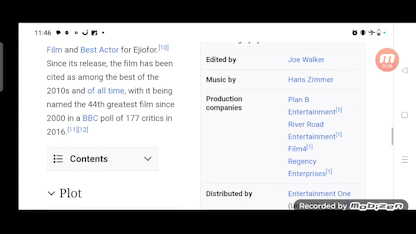 11:46
Film and Best Actor for Ejiofor.[10]
Since its release, the film has
been cited as among the best of the
2010s and of all time, with it being
named the 44th greatest film since
2000 in a BBC poll of 177 critics in
2016.[11][12]
Contents
Plot
Edited by Joe Walker
Music by Hans Zimmer
Production companies
Plan B
Entertainment[1]
River Road
Entertainment[1]
Film4[1]
Regency
Enterprises[1]
Distributed by Entertainment One
Recorded by Mobizen